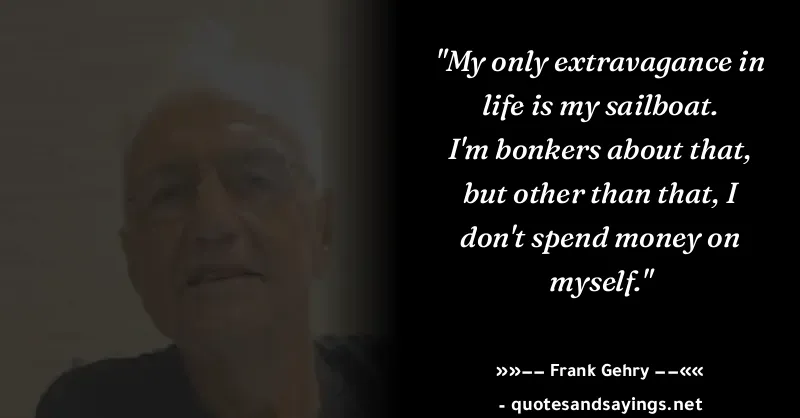 "My only extravagance in
life is my sailboat.
I'm bonkers about that,
but other than that, I
don't spend money on
myself."
»»−− Frank Gehry −−««
- quotesandsayings.net